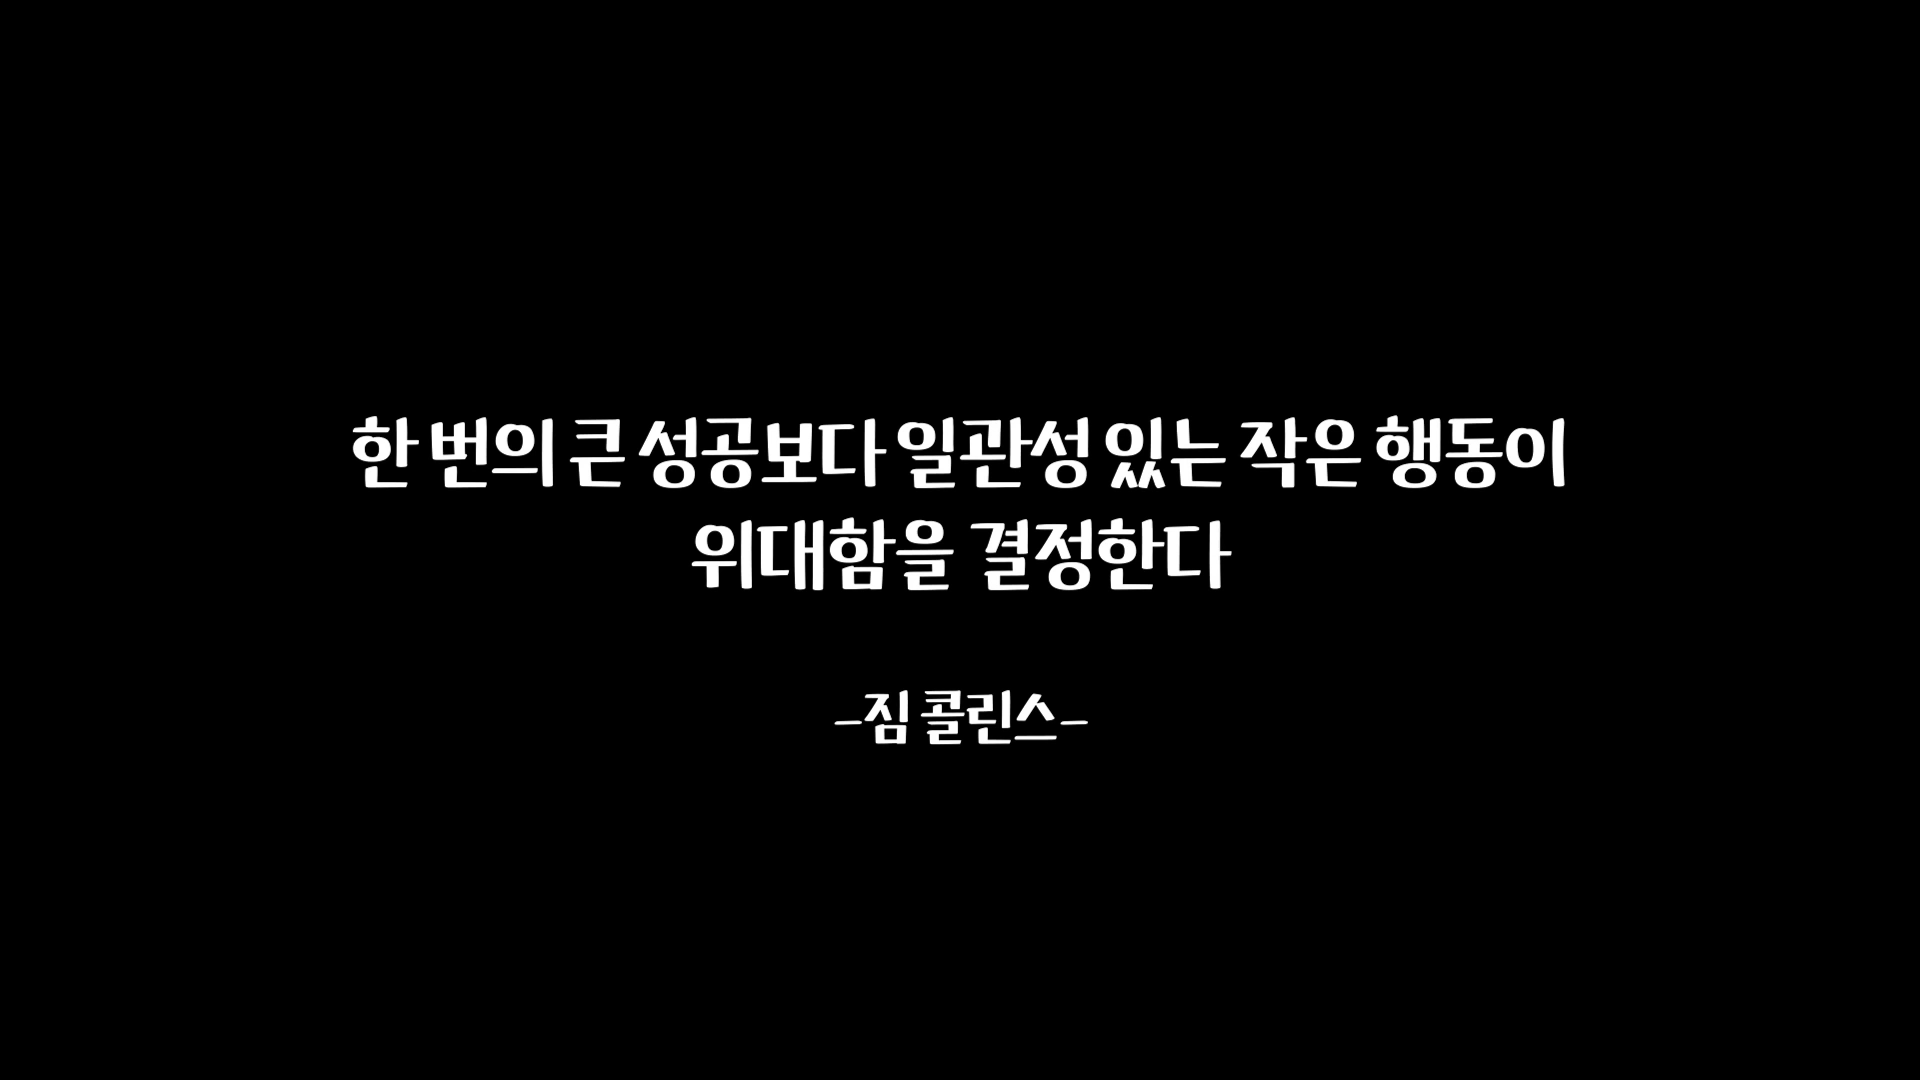 한 번의 큰 성공보다 일관성 있는 작은 행동이
위대함을 결정한다
-짐 콜린스-